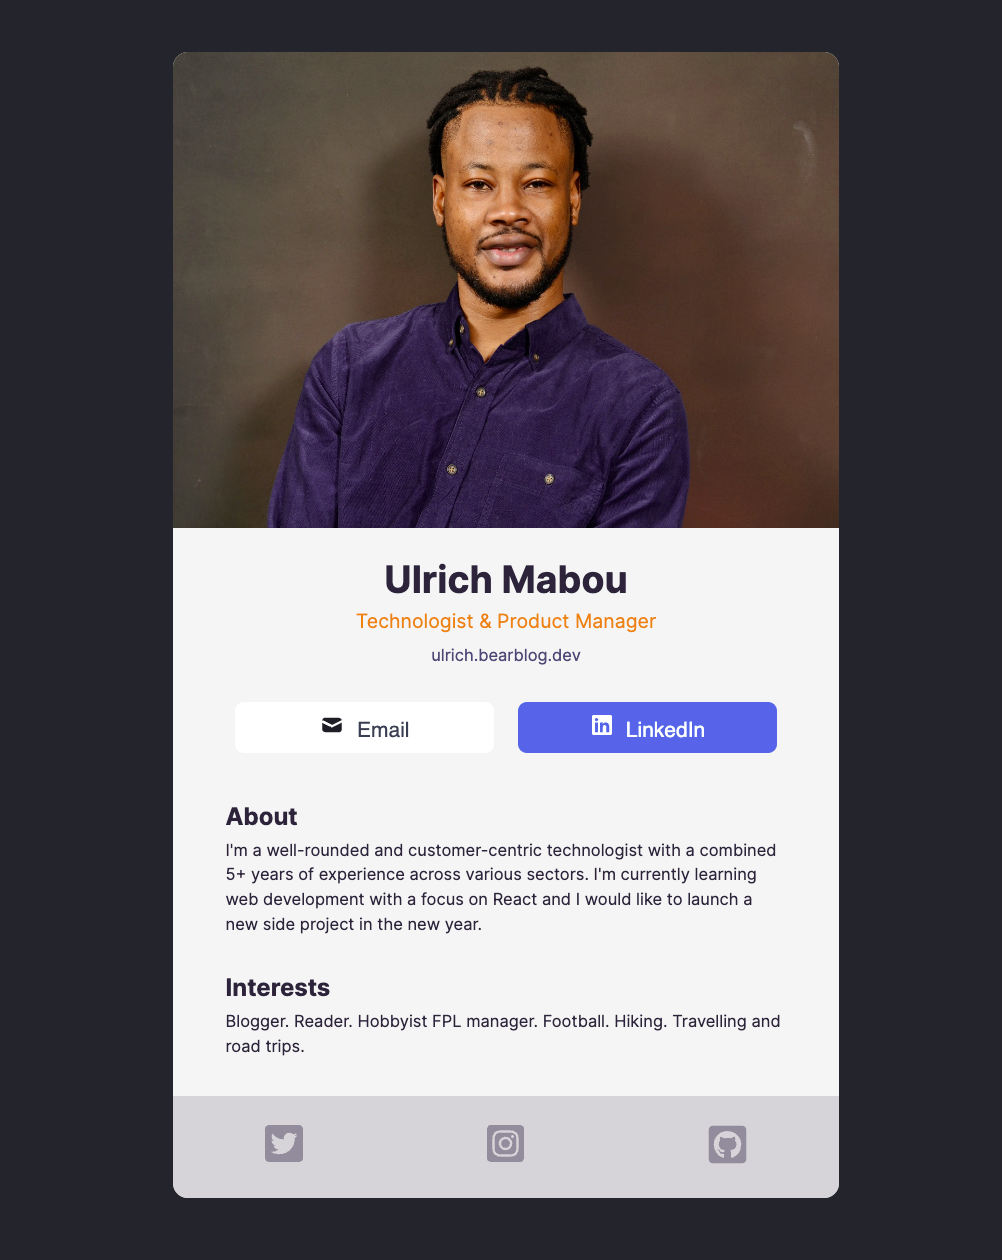 Ulrich Mabou
Technologist & Product Manager
ulrich.bearblog.dev
Email
LinkedIn
About
I'm a well-rounded and customer-centric technologist with a combined
5+ years of experience across various sectors. I'm currently learning
web development with a focus on React and I would like to launch a
new side project in the new year.
Interests
Blogger. Reader. Hobbyist FPL manager. Football. Hiking. Travelling and
road trips.